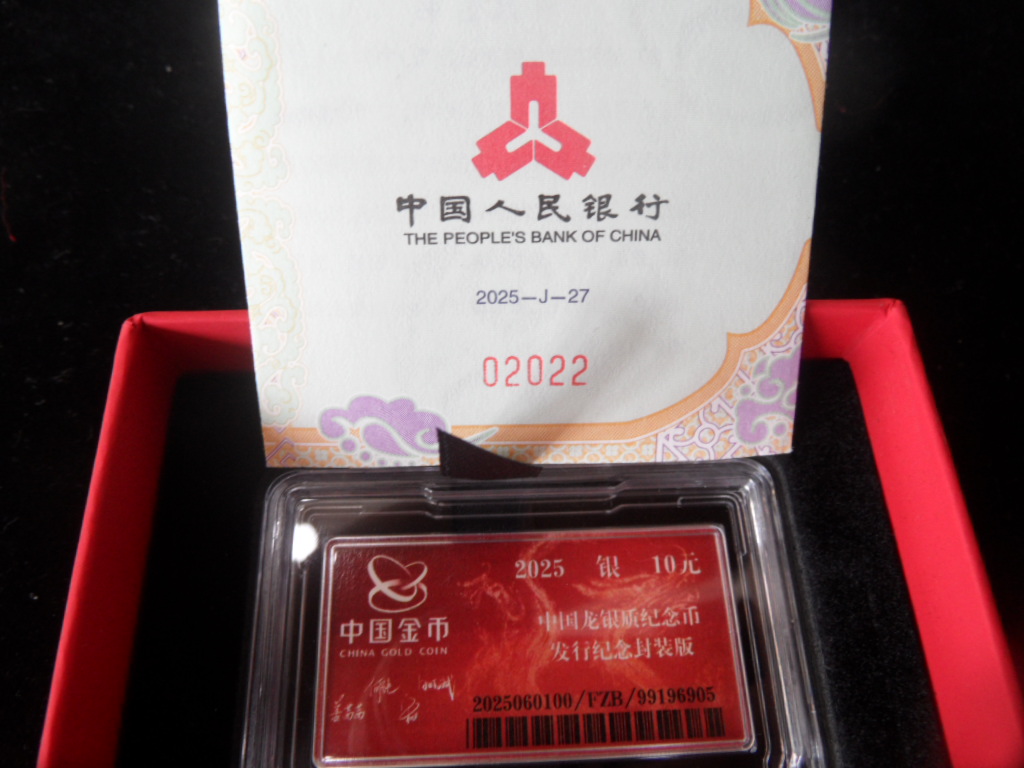 中国人民银行
THE PEOPLE'S BANK OF CHINA
2025—J—27
02022
2025 银 10元
中国金币
CHINA GOLD COIN
中国龙银质纪念币
发行纪念封装版
2025060100/FZB/99196905